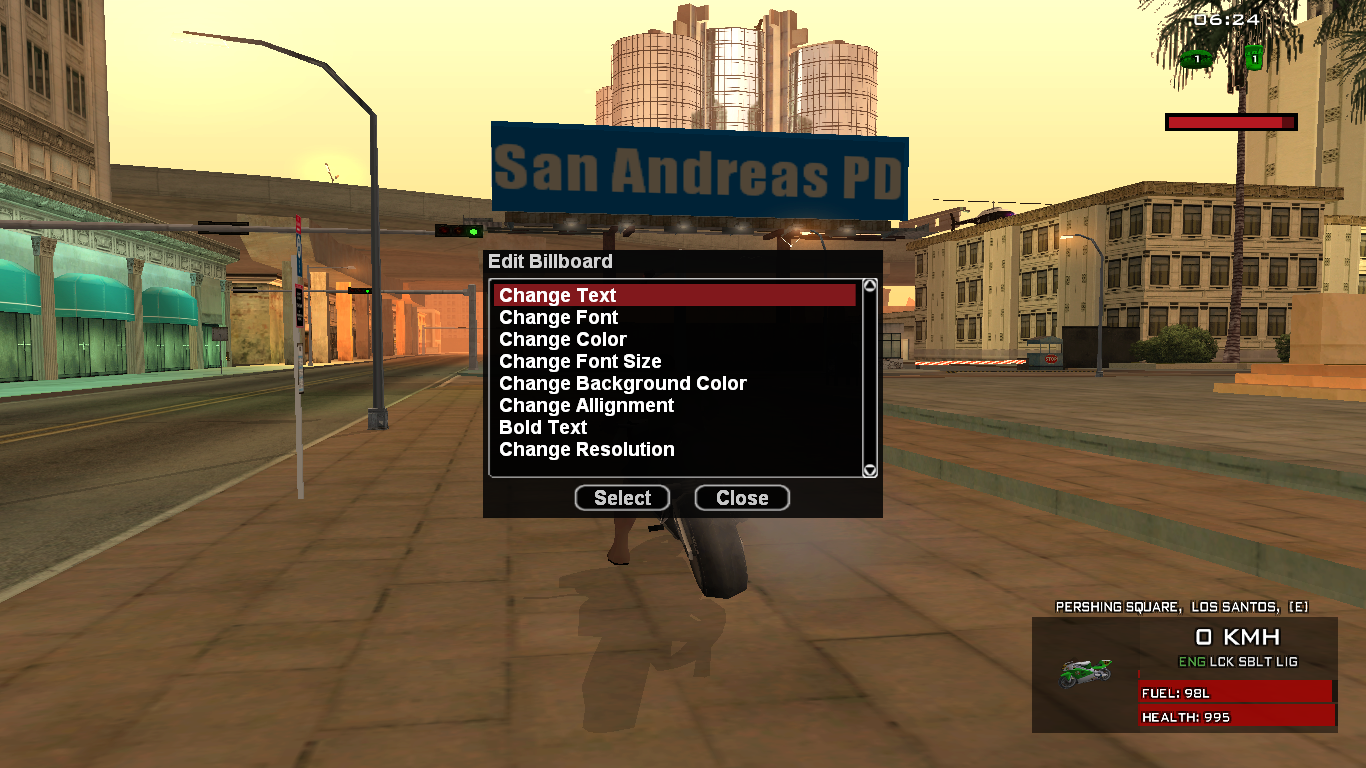 06:24
1 1
San Andreas PD
Edit Billboard
Change Text
Change Font
Change Color
Change Font Size
Change Background Color
Change Allignment
Bold Text
Change Resolution
Select Close
STOP
PERSHING SQUARE, LOS SANTOS, [E]
0 KMH
ENG LCK SBLT LIG
FUEL: 98L
HEALTH: 995